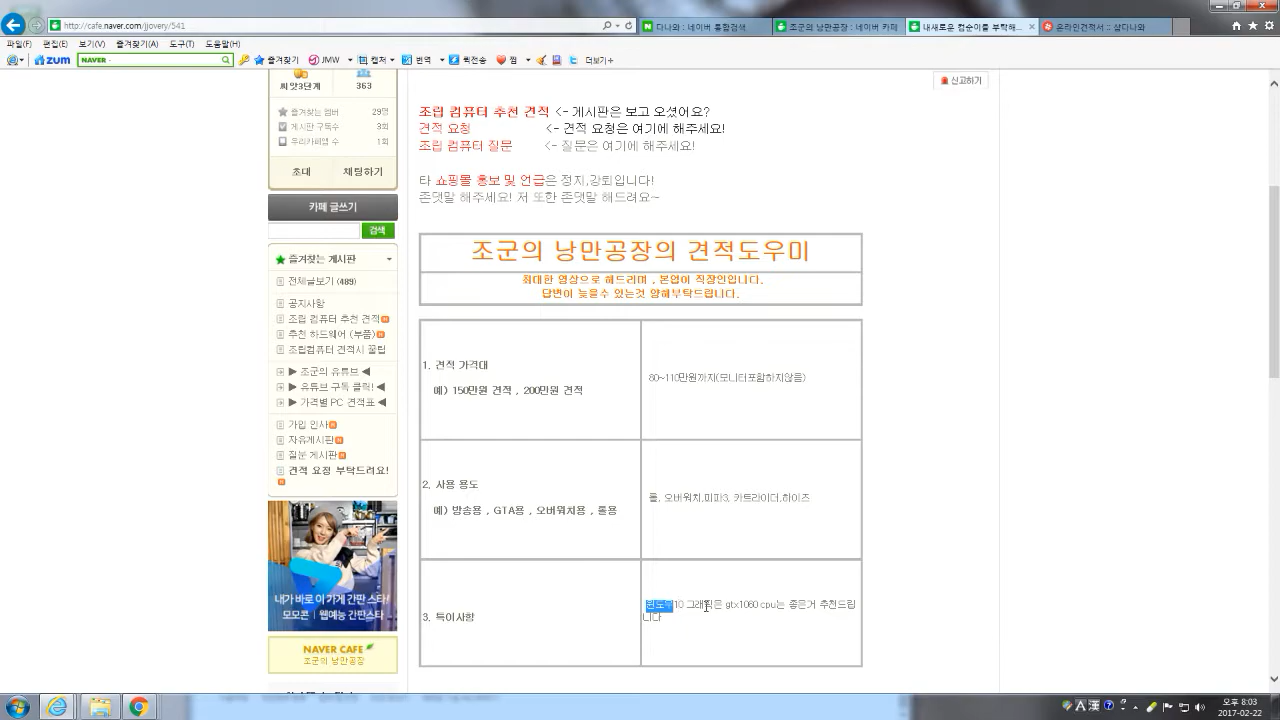 http://cafe.naver.com/jjovery/541
다나와 : 네이버 통합검색
조군의 낭만공장 : 네이버 카페
내새로운 컴순이를 부탁해...
온라인견적서 :: 샵다나와
파일(F) 편집(E) 보기(V) 즐겨찾기(A) 도구(T) 도움말(H)
zum NAVER 즐겨찾기 JMW 캡처 번역 퀵전송 찜 더보기+
씨앗3단계 363
즐겨찾는 멤버 29명
게시판 구독수 3회
우리카페앱 수 1회
초대 채팅하기
카페 글쓰기
검색
즐겨찾는 게시판
전체글보기 (489)
공지사항
조립 컴퓨터 추천 견적
추천 하드웨어 (부품)
조립컴퓨터 견적시 꿀팁
▶ 조군의 유튜브 ◀
▶ 유튜브 구독 클릭! ◀
▶ 가격별 PC 견적표 ◀
가입 인사
자유게시판
질문 게시판
견적 요청 부탁드려요!
내가 바로 이 가게 간판 스타!
모모콘 웹예능 간판스타
NAVER CAFE
조군의 낭만공장
신고하기
조립 컴퓨터 추천 견적 <- 게시판은 보고 오셨어요?
견적 요청 <- 견적 요청은 여기에 해주세요!
조립 컴퓨터 질문 <- 질문은 여기에 해주세요!
타 쇼핑몰 홍보 및 언급은 정지,강퇴입니다!
존댓말 해주세요! 저 또한 존댓말 해드려요~
조군의 낭만공장의 견적도우미
최대한 영상으로 해드리며 , 본업이 직장인입니다.
답변이 늦을수 있는것 양해부탁드립니다.
1. 견적 가격대
예) 150만원 견적 , 200만원 견적
80~110만원까지(모니터포함하지않음)
2. 사용 용도
예) 방송용 , GTA용 , 오버워치용 , 롤용
롤, 오버워치,피파3, 카트라이더,하이즈
3. 특이사항
윈도우10 그래픽은 gtx1060 cpu는 좋은거 추천드립
니다
오후 8:03
2017-02-22